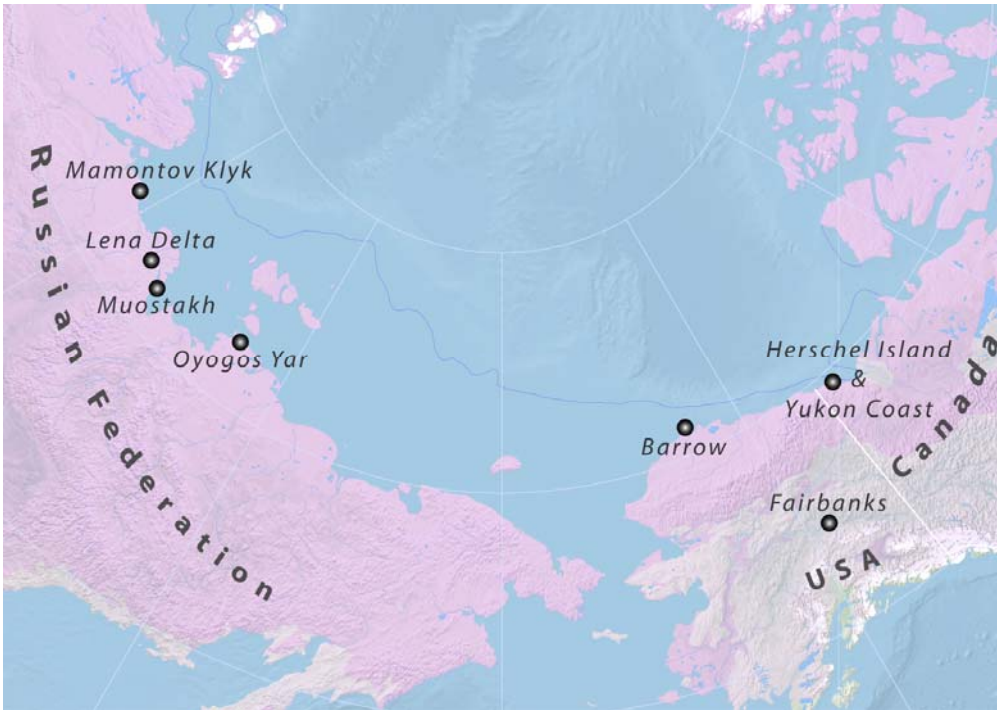 Russian Federation
Mamontov Klyk
Lena Delta
Muostakh
Oyogos Yar
Herschel Island
&
Yukon Coast
Canada
Barrow
Fairbanks
USA